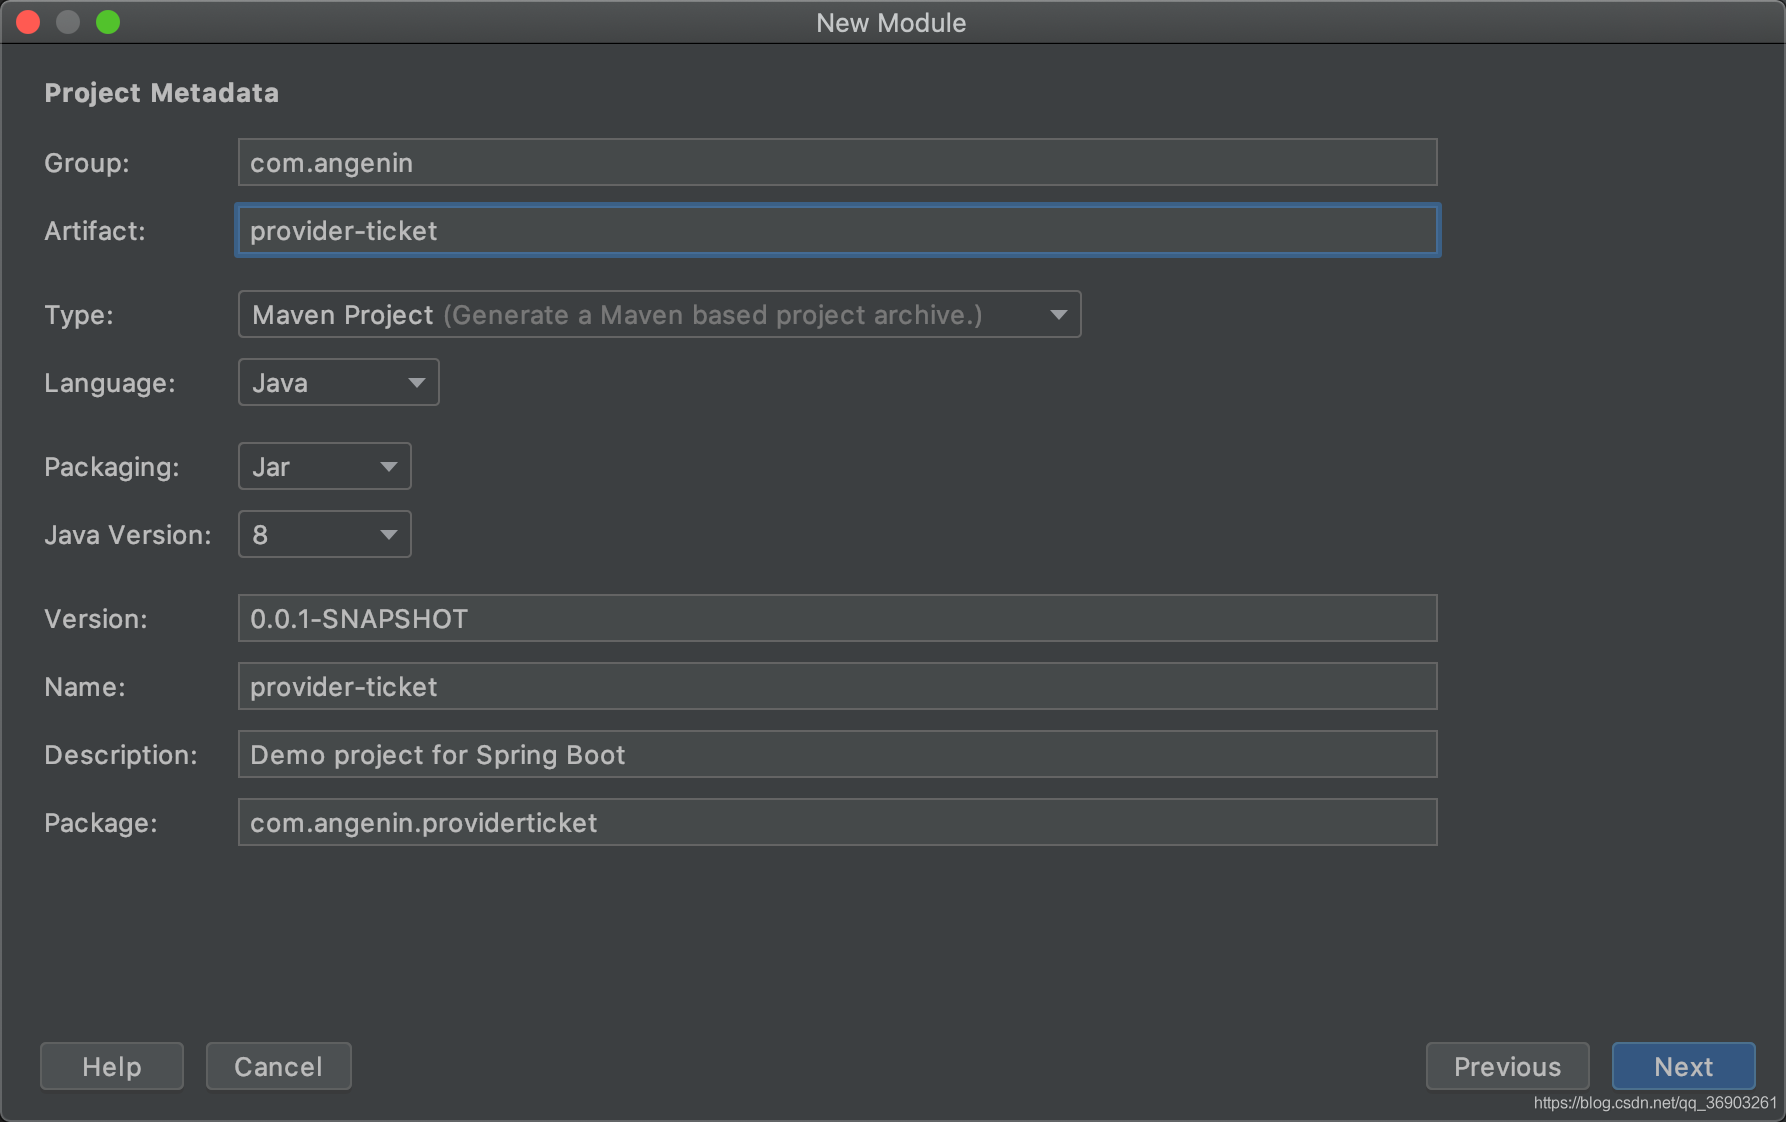 New Module
Project Metadata
Group: com.angenin
Artifact: provider-ticket
Type: Maven Project (Generate a Maven based project archive.)
Language: Java
Packaging: Jar
Java Version: 8
Version: 0.0.1-SNAPSHOT
Name: provider-ticket
Description: Demo project for Spring Boot
Package: com.angenin.providerticket
Help Cancel Previous Next
https://blog.csdn.net/qq_36903261